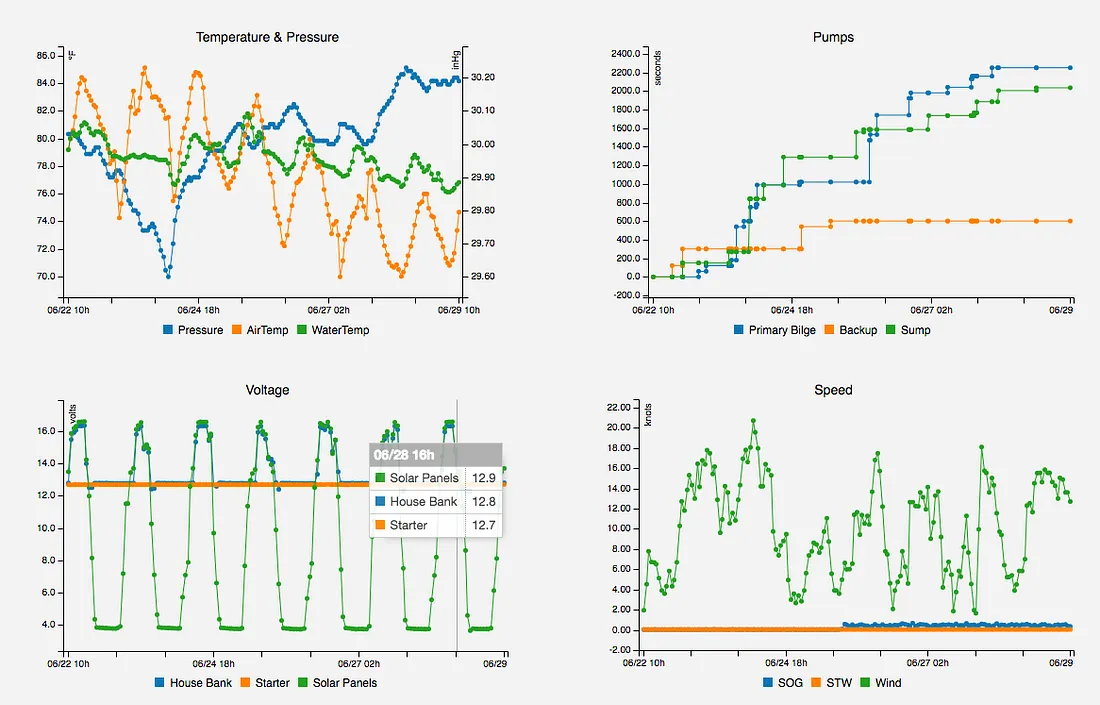 Temperature & Pressure
°F
inHg
86.0
84.0
82.0
80.0
78.0
76.0
74.0
72.0
70.0
30.20
30.10
30.00
29.90
29.80
29.70
29.60
06/22 10h 06/24 18h 06/27 02h 06/29 10h
Pressure AirTemp WaterTemp
Pumps
seconds
2400.0
2200.0
2000.0
1800.0
1600.0
1400.0
1200.0
1000.0
800.0
600.0
400.0
200.0
0.0
-200.0
06/22 10h 06/24 18h 06/27 02h 06/29
Primary Bilge Backup Sump
Voltage
volts
16.0
14.0
12.0
10.0
8.0
6.0
4.0
06/28 16h
Solar Panels 12.9
House Bank 12.8
Starter 12.7
06/22 10h 06/24 18h 06/27 02h 06/29
House Bank Starter Solar Panels
Speed
knots
22.00
20.00
18.00
16.00
14.00
12.00
10.00
8.00
6.00
4.00
2.00
0.00
-2.00
06/22 10h 06/24 18h 06/27 02h 06/29
SOG STW Wind